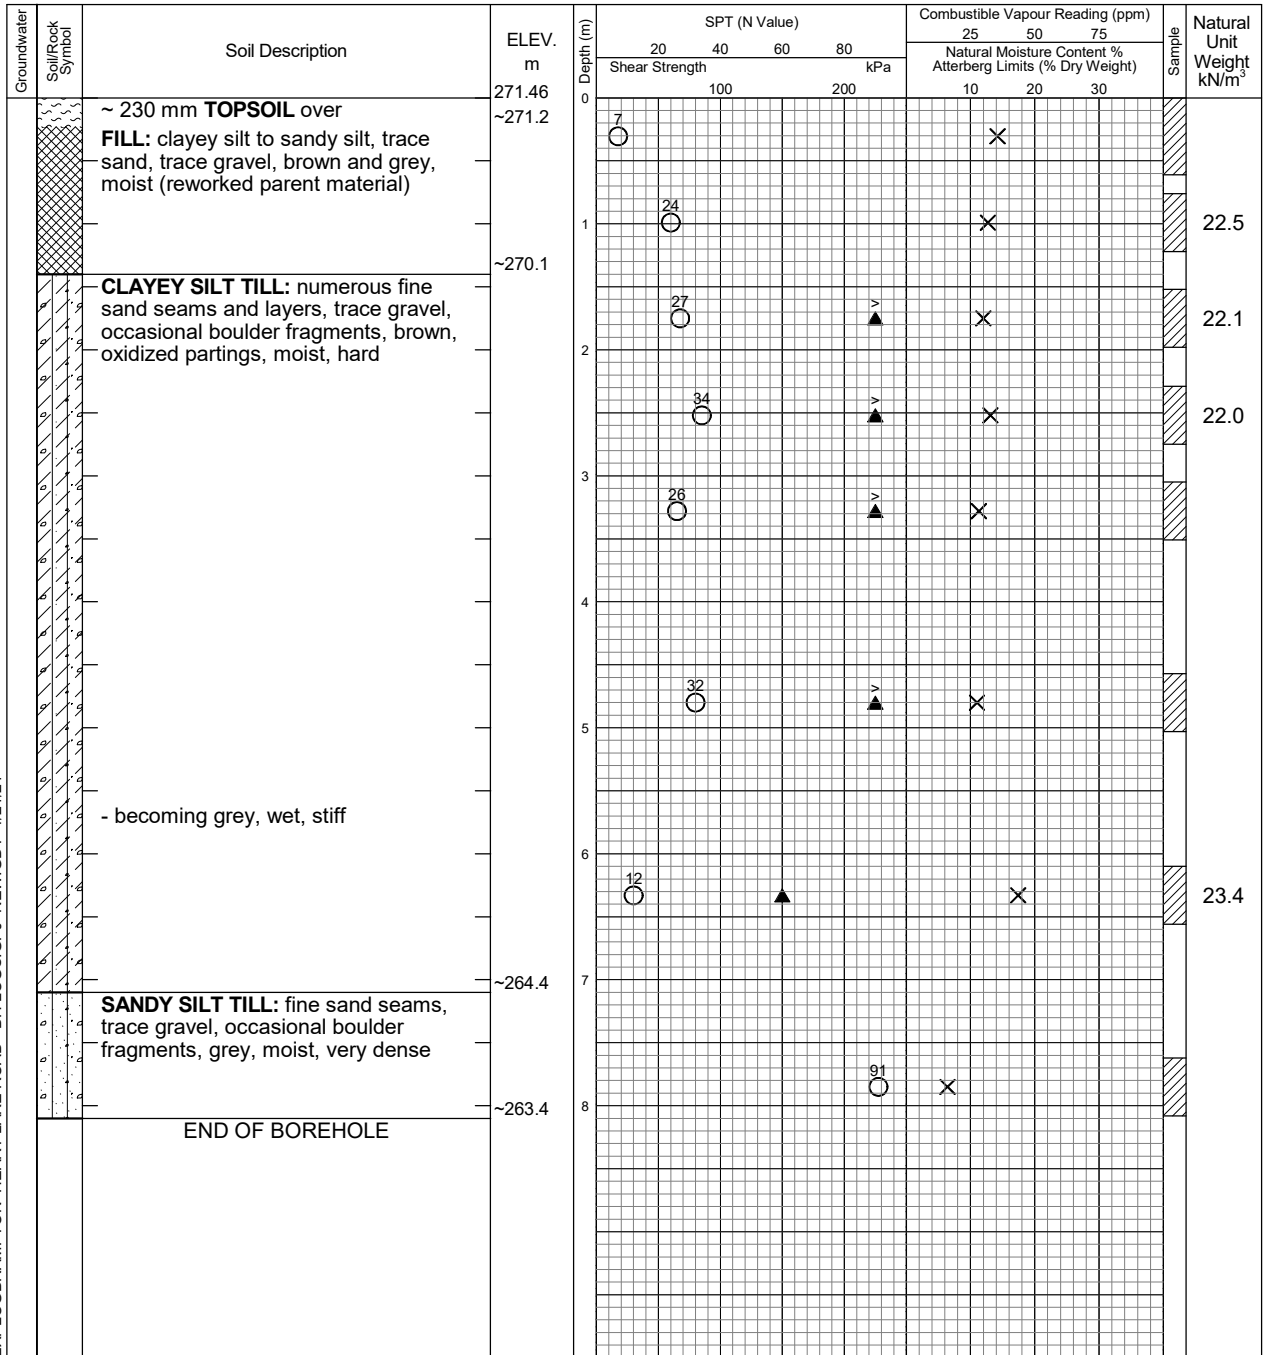 Groundwater
Soil/Rock
Symbol
Soil Description
ELEV.
m
Depth (m)
SPT (N Value)
20 40 60 80
Shear Strength kPa
100 200
Combustible Vapour Reading (ppm)
25 50 75
Natural Moisture Content %
Atterberg Limits (% Dry Weight)
10 20 30
Sample
Natural
Unit
Weight
kN/m3
271.46
0
~ 230 mm TOPSOIL over
~271.2
FILL: clayey silt to sandy silt, trace
sand, trace gravel, brown and grey,
moist (reworked parent material)
7
24
1
22.5
~270.1
CLAYEY SILT TILL: numerous fine
sand seams and layers, trace gravel,
occasional boulder fragments, brown,
oxidized partings, moist, hard
27
>
22.1
2
34
>
22.0
3
26
>
4
32
>
5
- becoming grey, wet, stiff
6
12
23.4
7
~264.4
SANDY SILT TILL: fine sand seams,
trace gravel, occasional boulder
fragments, grey, moist, very dense
91
8
~263.4
END OF BOREHOLE